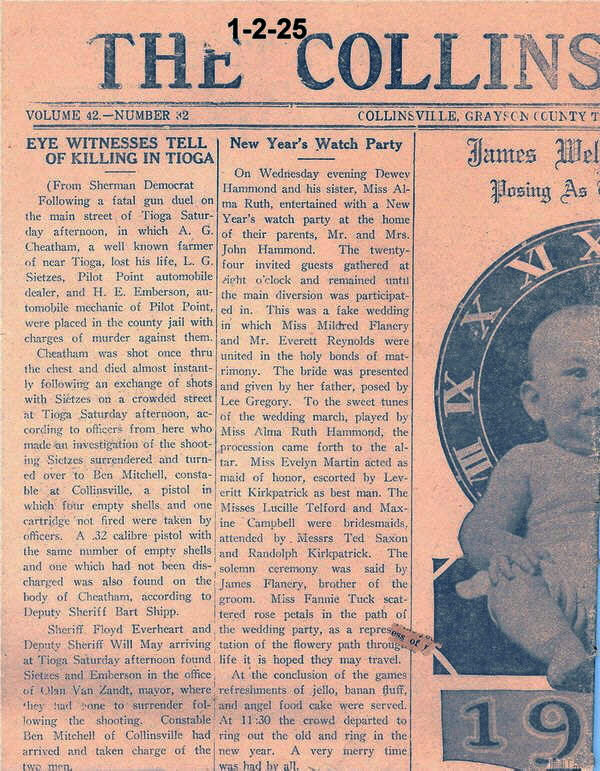 1-2-25
THE COLLINS
VOLUME 42.—NUMBER 32
COLLINSVILLE, GRAYSON COUNTY T
EYE WITNESSES TELL
OF KILLING IN TIOGA
(From Sherman Democrat
Following a fatal gun duel on
the main street of Tioga Satur-
day afternoon, in which A. G.
Cheatham, a well known farmer
of near Tioga, lost his life, L. G.
Sietzes, Pilot Point automobile
dealer, and H. E. Emberson, au-
tomobile mechanic of Pilot Point,
were placed in the county jail with
charges of murder against them.
Cheatham was shot once thru
the chest and died almost instant-
ly following an exchange of shots
with Sietzes on a crowded street
at Tioga Saturday afternoon, ac-
cording to officers from here who
made an investigation of the shoot-
ing Sietzes surrendered and turn-
ed over to Ben Mitchell, consta-
ble at Collinsville, a pistol in
which four empty shells and one
cartridge not fired were taken by
officers. A .32 calibre pistol with
the same number of empty shells
and one which had not been dis-
charged was also found on the
body of Cheatham, according to
Deputy Sheriff Bart Shipp.
Sheriff Floyd Everheart and
Deputy Sheriff Will May arriving
at Tioga Saturday afternoon found
Sietzes and Emberson in the office
of Olan Van Zandt, mayor, where
they had gone to surrender fol-
lowing the shooting. Constable
Ben Mitchell of Collinsville had
arrived and taken charge of the
two men.
New Year's Watch Party
On Wednesday evening Dewey
Hammond and his sister, Miss Al-
ma Ruth, entertained with a New
Year's watch party at the home
of their parents, Mr. and Mrs.
John Hammond. The twenty-
four invited guests gathered at
eight o'clock and remained until
the main diversion was participat-
ed in. This was a fake wedding
in which Miss Mildred Flanery
and Mr. Everett Reynolds were
united in the holy bonds of mat-
rimony. The bride was presented
and given by her father, posed by
Lee Gregory. To the sweet tunes
of the wedding march, played by
Miss Alma Ruth Hammond, the
procession came forth to the al-
tar. Miss Evelyn Martin acted as
maid of honor, escorted by Lev-
eritt Kirkpatrick as best man. The
Misses Lucille Telford and Max-
ine Campbell were bridesmaids,
attended by Messrs Ted Saxon
and Randolph Kirkpatrick. The
solemn ceremony was said by
James Flanery, brother of the
groom. Miss Fannie Tuck scat-
tered rose petals in the path of
the wedding party, as a represe
tation of the flowery path throug
life it is hoped they may travel.
At the conclusion of the games
refreshments of jello, banan fluff,
and angel food cake were served.
At 11:30 the crowd departed to
ring out the old and ring in the
new year. A very merry time
was had by all.
ess of
James Wel
Posing As
XI X
X
IX
VIII
19